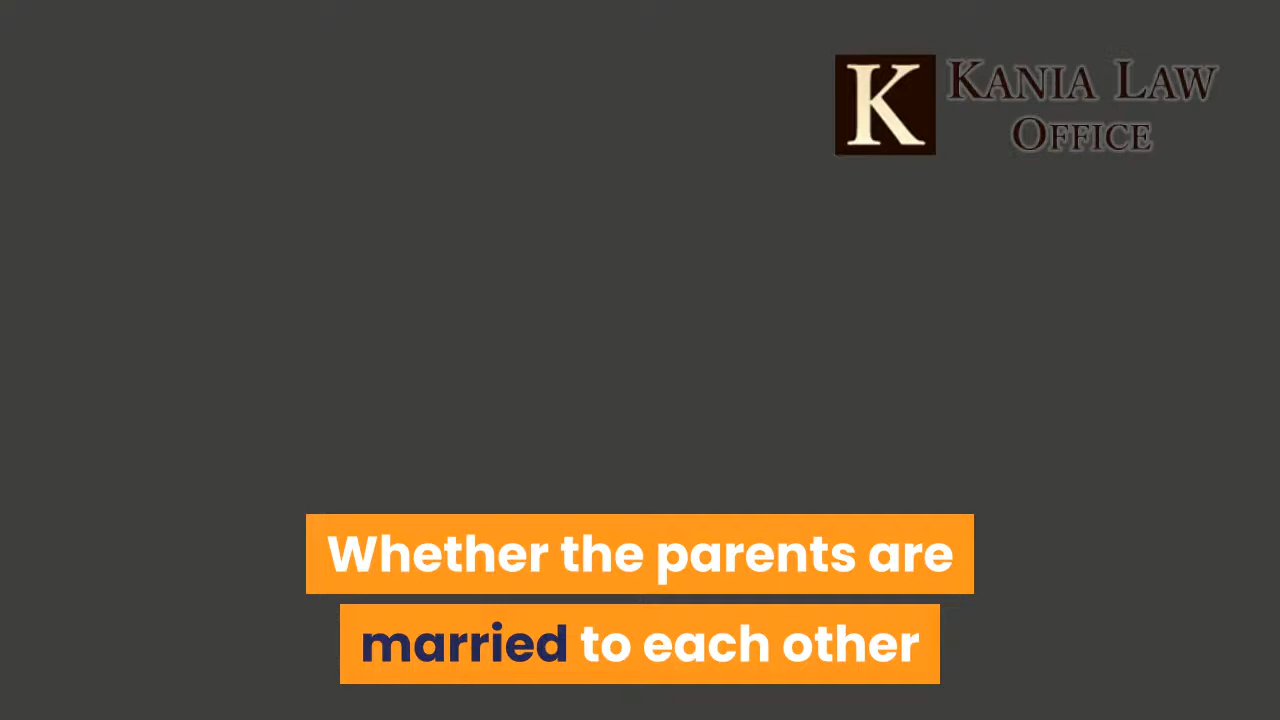 K
KANIA LAW
OFFICE
Whether the parents are
married to each other